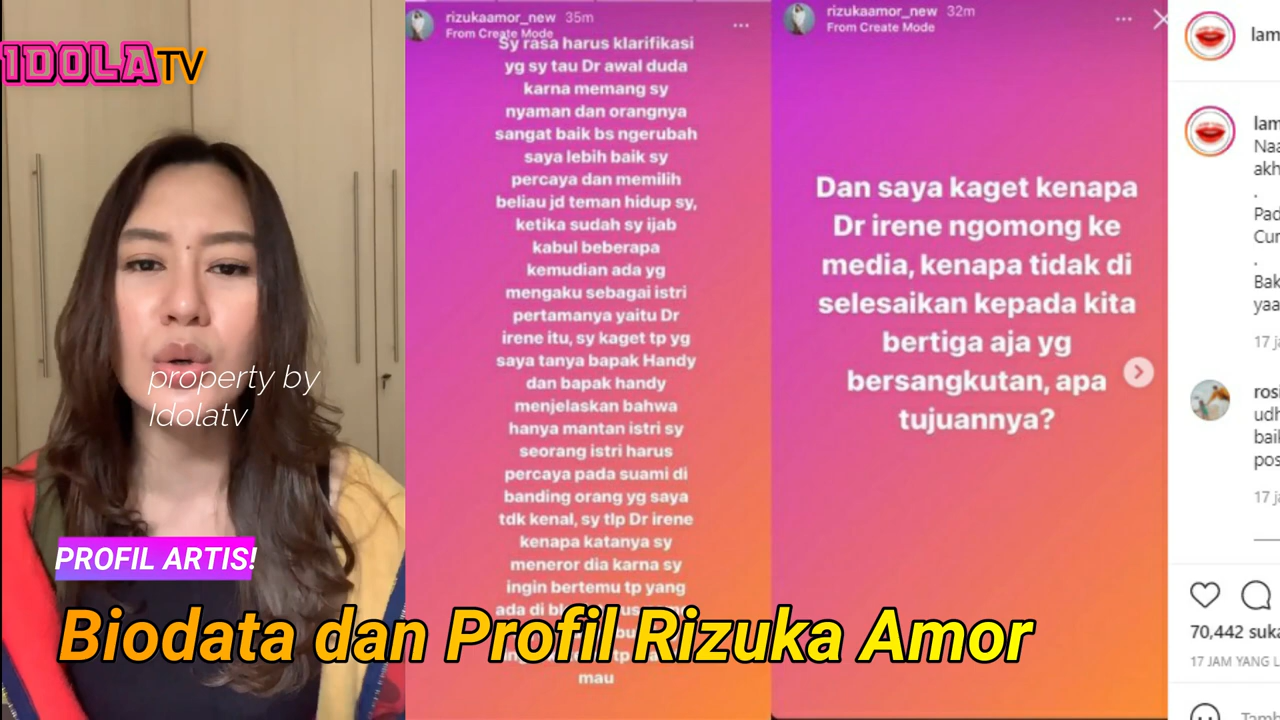 IDOLATV
property by
Idolatv
PROFIL ARTIS!
Biodata dan Profil Rizuka Amor
rizukaamor_new 35m
From Create Mode
Sy rasa harus klarifikasi
yg sy tau Dr awal duda
karna memang sy
nyaman dan orangnya
sangat baik bs ngerubah
saya lebih baik sy
percaya dan memilih
beliau jd teman hidup sy,
ketika sudah sy ijab
kabul beberapa
kemudian ada yg
mengaku sebagai istri
pertamanya yaitu Dr
irene itu, sy kaget tp yg
saya tanya bapak Handy
dan bapak handy
menjelaskan bahwa
hanya mantan istri sy
seorang istri harus
percaya pada suami di
banding orang yg saya
tdk kenal, sy tlp Dr irene
kenapa katanya sy
meneror dia karna sy
ingin bertemu tp yang
ada di
mau
rizukaamor_new 32m
From Create Mode
Dan saya kaget kenapa
Dr irene ngomong ke
media, kenapa tidak di
selesaikan kepada kita
bertiga aja yg
bersangkutan, apa
tujuannya?
lam
lam
Naa
akh
.
Pad
Cur
.
Bak
yaa
17 ja
rosi
udh
baik
pos
17 ja
70,442 suka
17 JAM YANG L
Tam